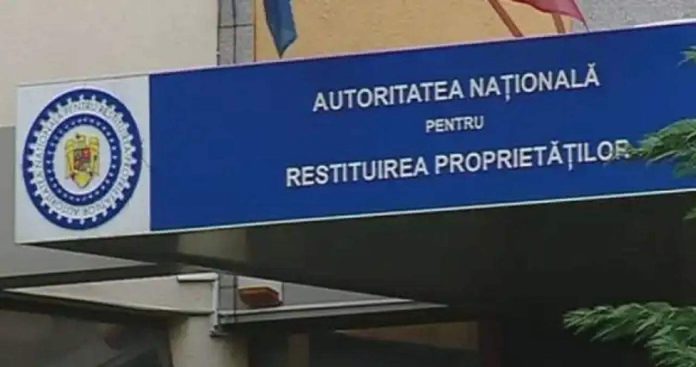 AUTORITATEA NAȚIONALĂ
PENTRU
RESTITUIREA PROPRIETĂȚILOR